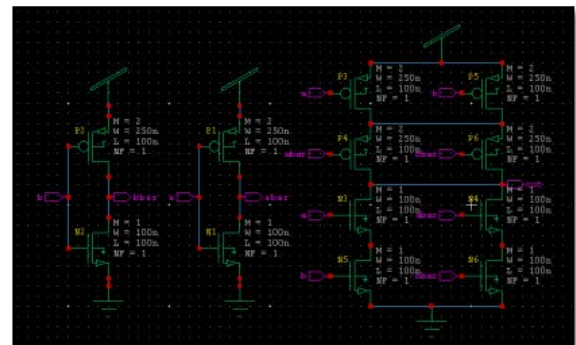 P3
M = 2
W = 250n
L = 100n
NF = 1
a
P5
M = 2
W = 250n
L = 100n
NF = 1
b
P2
M = 2
W = 250n
L = 100n
NF = 1
P1
M = 2
W = 250n
L = 100n
NF = 1
P4
M = 2
W = 250n
L = 100n
NF = 1
abar
P6
M = 2
W = 250n
L = 100n
NF = 1
bbar
b
bbar
a
abar
out
N3
M = 1
W = 100n
L = 100n
NF = 1
a
N4
M = 1
W = 100n
L = 100n
NF = 1
N2
M = 1
W = 100n
L = 100n
NF = 1
N1
M = 1
W = 100n
L = 100n
NF = 1
N5
M = 1
W = 100n
L = 100n
NF = 1
b
N6
M = 1
W = 100n
L = 100n
NF = 1
bbar